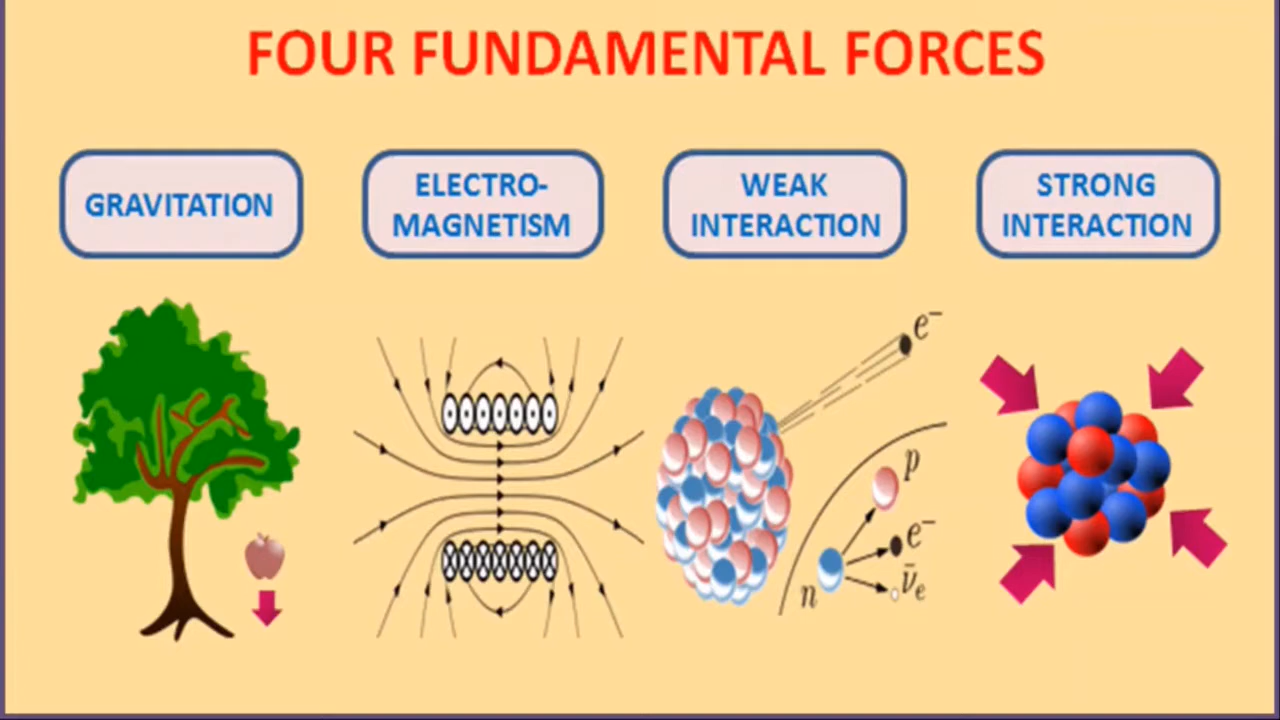 FOUR FUNDAMENTAL FORCES
GRAVITATION
ELECTRO-
MAGNETISM
WEAK
INTERACTION
STRONG
INTERACTION
e⁻
p
e⁻
n
ν̄ₑ